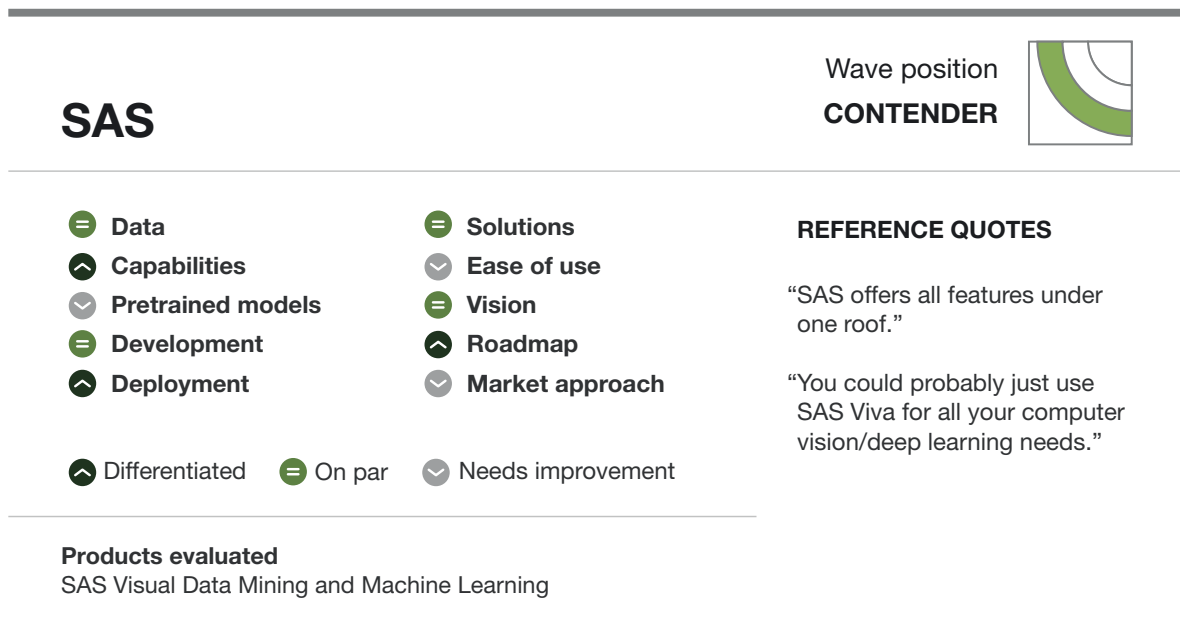 SAS
Wave position
CONTENDER
Data
Capabilities
Pretrained models
Development
Deployment
Solutions
Ease of use
Vision
Roadmap
Market approach
Differentiated
On par
Needs improvement
REFERENCE QUOTES
“SAS offers all features under
one roof.”
“You could probably just use
SAS Viva for all your computer
vision/deep learning needs.”
Products evaluated
SAS Visual Data Mining and Machine Learning